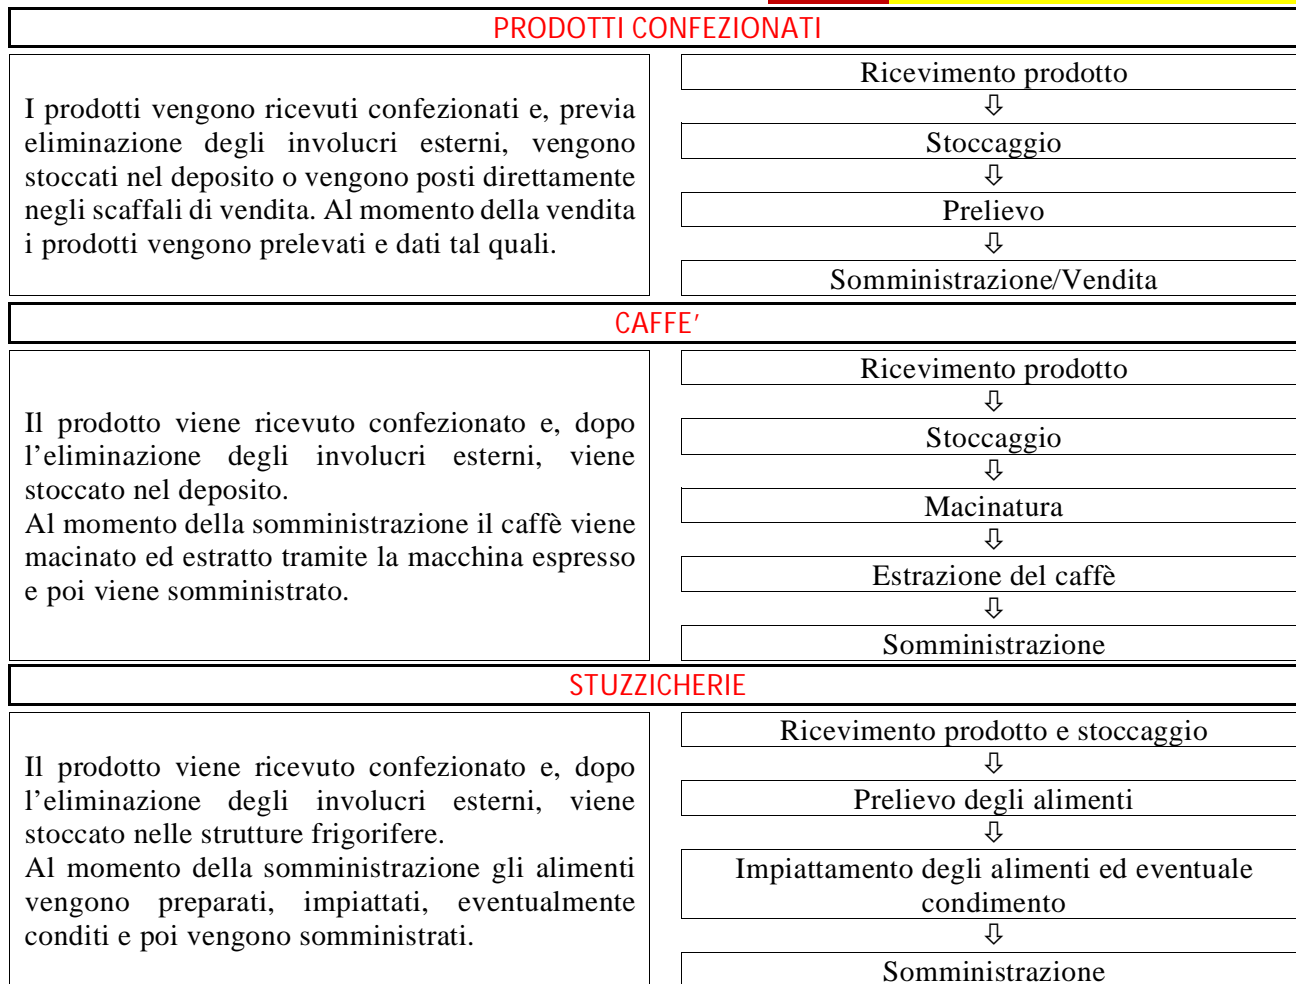 PRODOTTI CONFEZIONATI
I prodotti vengono ricevuti confezionati e, previa
eliminazione degli involucri esterni, vengono
stoccati nel deposito o vengono posti direttamente
negli scaffali di vendita. Al momento della vendita
i prodotti vengono prelevati e dati tal quali.
Ricevimento prodotto
⇩
Stoccaggio
⇩
Prelievo
⇩
Somministrazione/Vendita
CAFFE'
Il prodotto viene ricevuto confezionato e, dopo
l’eliminazione degli involucri esterni, viene
stoccato nel deposito.
Al momento della somministrazione il caffè viene
macinato ed estratto tramite la macchina espresso
e poi viene somministrato.
Ricevimento prodotto
⇩
Stoccaggio
⇩
Macinatura
⇩
Estrazione del caffè
⇩
Somministrazione
STUZZICHERIE
Il prodotto viene ricevuto confezionato e, dopo
l’eliminazione degli involucri esterni, viene
stoccato nelle strutture frigorifere.
Al momento della somministrazione gli alimenti
vengono preparati, impiattati, eventualmente
conditi e poi vengono somministrati.
Ricevimento prodotto e stoccaggio
⇩
Prelievo degli alimenti
⇩
Impiattamento degli alimenti ed eventuale
condimento
⇩
Somministrazione